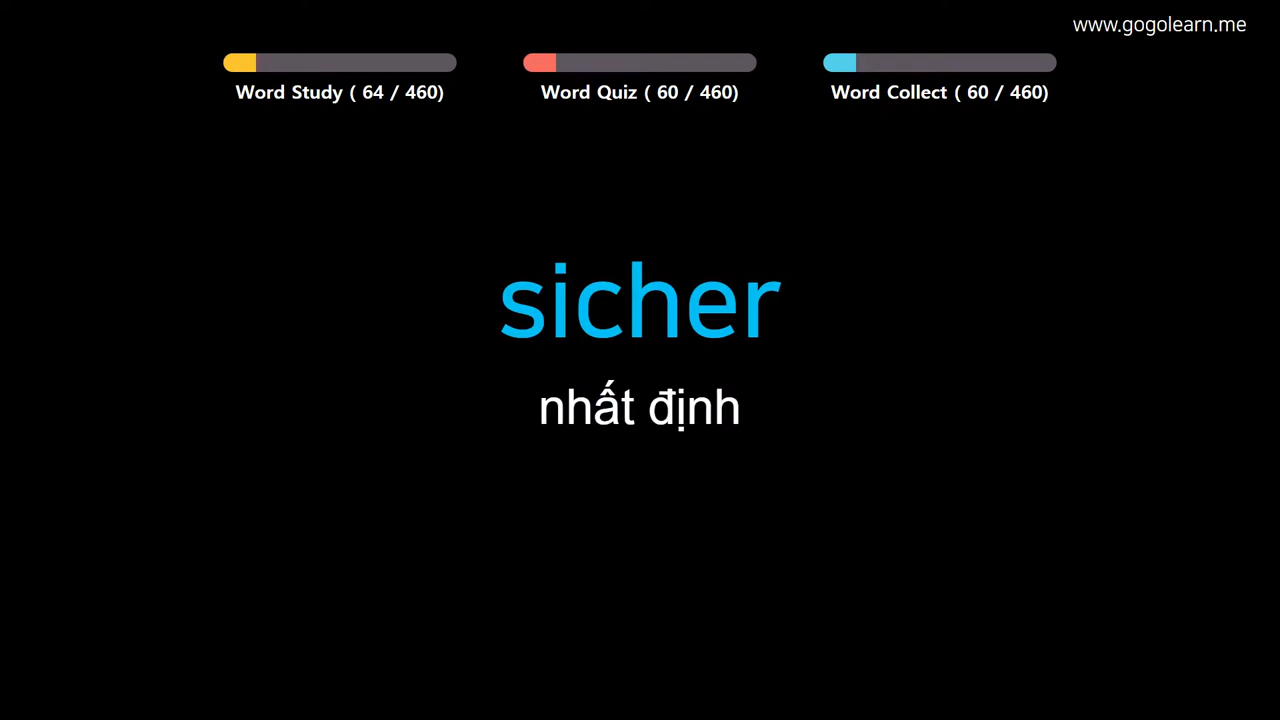 www.gogolearn.me
Word Study ( 64 / 460)
Word Quiz ( 60 / 460)
Word Collect ( 60 / 460)
sicher
nhất định